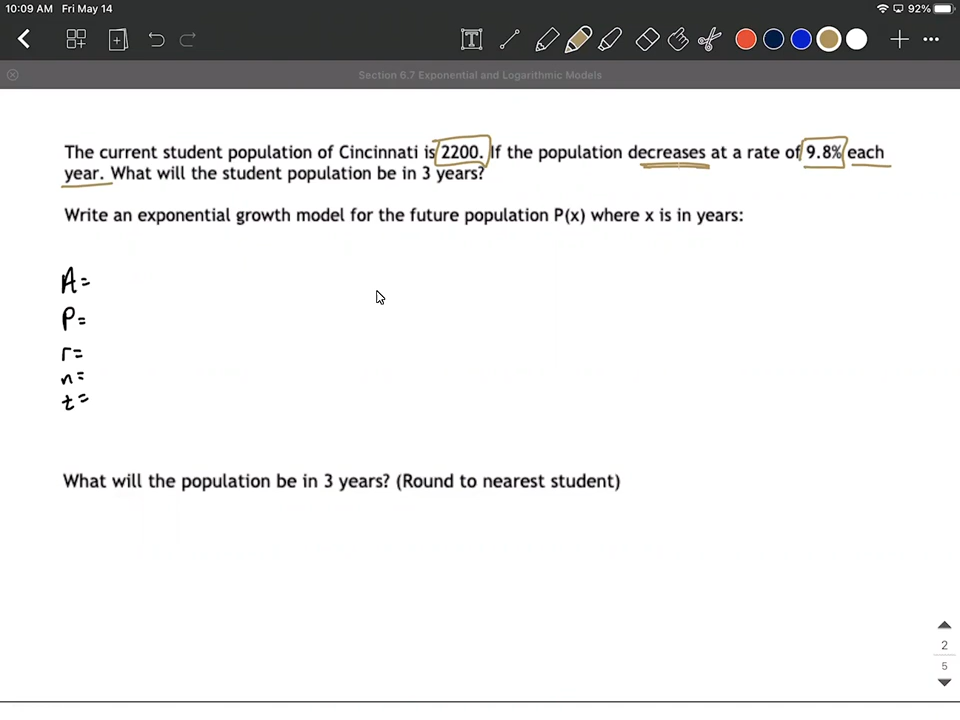 10:09 AM Fri May 14
92%
Section 6.7 Exponential and Logarithmic Models
The current student population of Cincinnati is 2200. If the population decreases at a rate of 9.8% each
year. What will the student population be in 3 years?
Write an exponential growth model for the future population P(x) where x is in years:
A=
P=
r=
n=
t=
What will the population be in 3 years? (Round to nearest student)
2
5